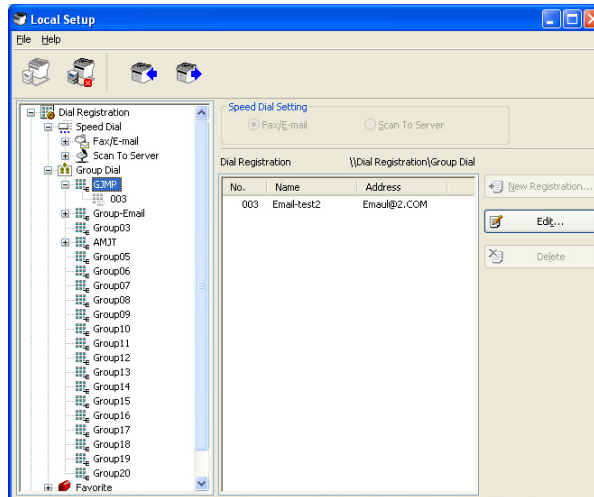 Local Setup
File Help
Dial Registration
Speed Dial
Fax/E-mail
Scan To Server
Group Dial
GJMP
003
Group-Email
Group03
AMJT
Group05
Group06
Group07
Group08
Group09
Group10
Group11
Group12
Group13
Group14
Group15
Group16
Group17
Group18
Group19
Group20
Favorite
Speed Dial Setting
Fax/E-mail Scan To Server
Dial Registration \\Dial Registration\Group Dial
No. Name Address
003 Email-test2 Emaul@2.COM
New Registration...
Edit...
Delete